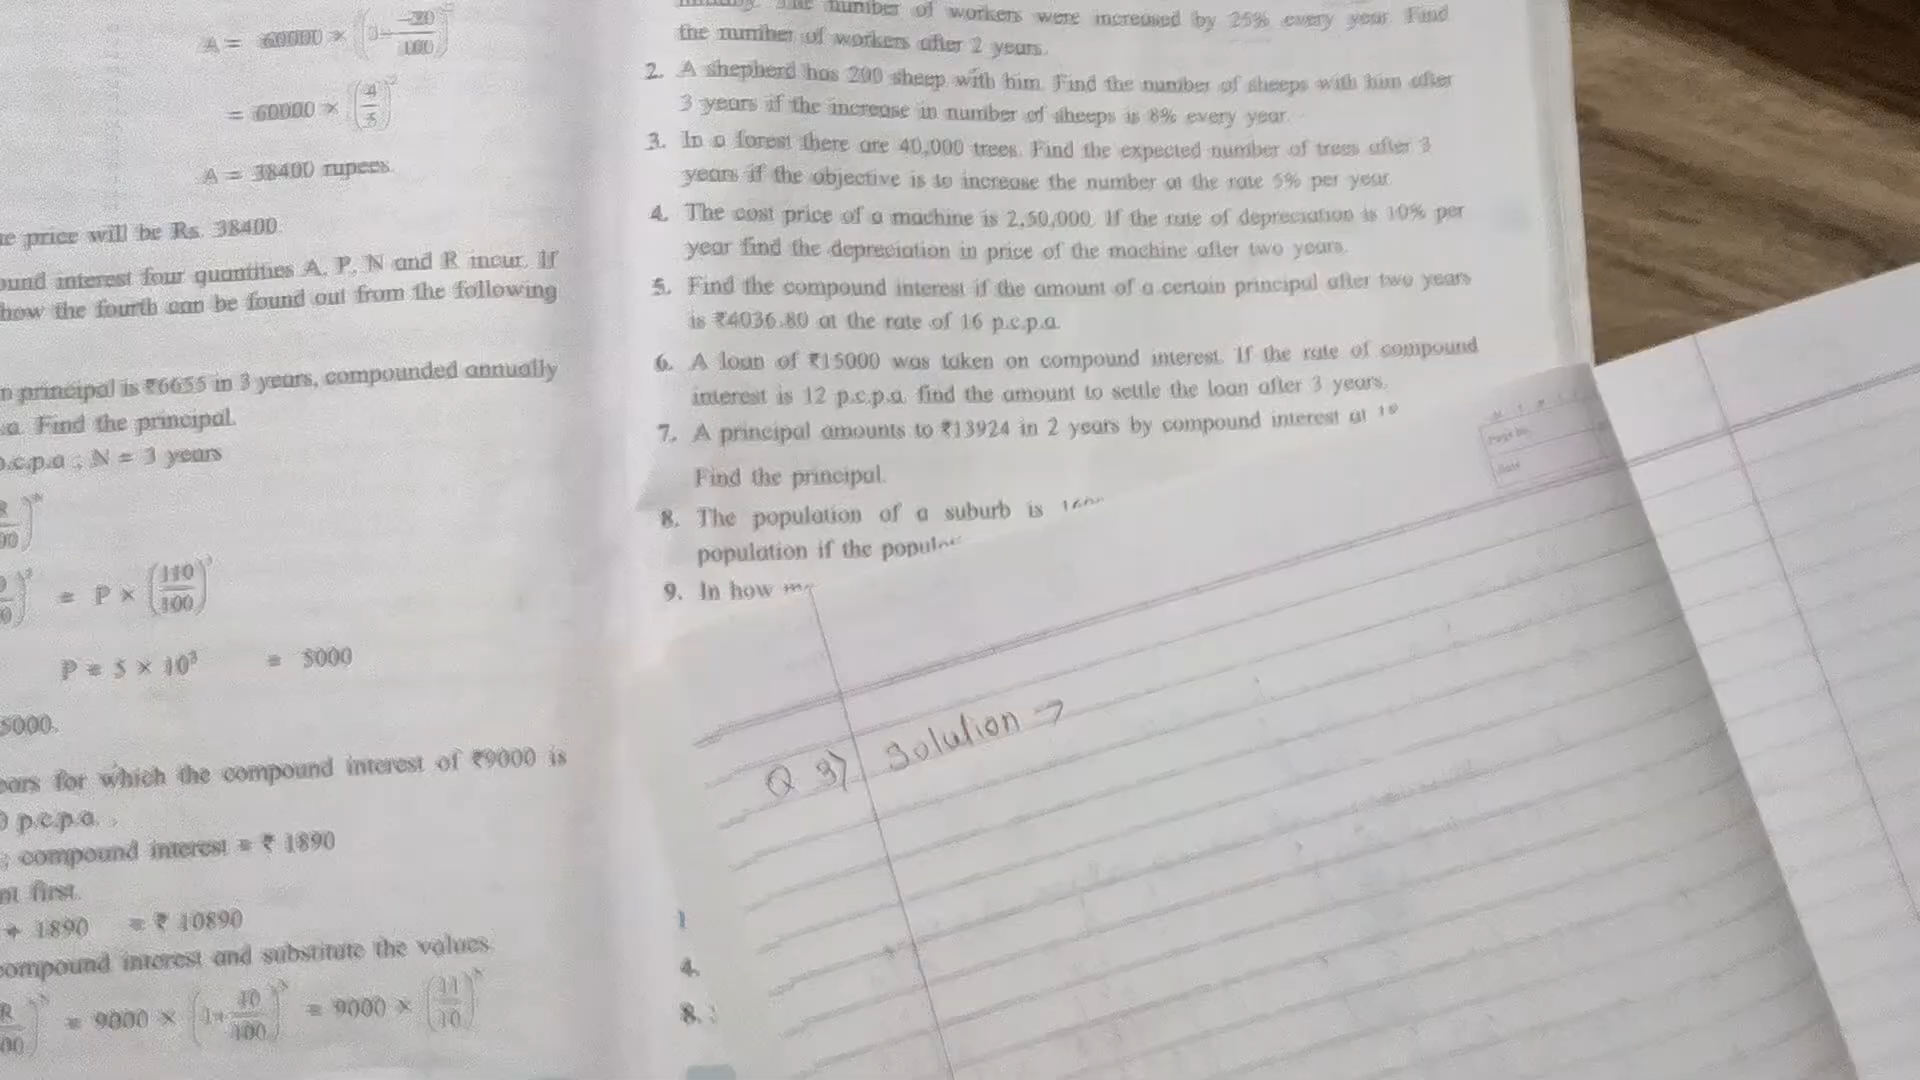 A = 60000 ×
= 60000 × (4/5)²
A = 38400 rupees.
price will be Rs. 38400.
interest four quantities A, P, N and R incur. If
how the fourth can be found out from the following
principal is ₹6655 in 3 years, compounded annually
Find the principal.
p.c.p.a ; N = 3 years
= P × (110/100)³
P = 5 × 10³ = 5000
5000.
for which the compound interest of ₹9000 is
p.c.p.a.
compound interest = ₹ 1890
first.
+ 1890 = ₹ 10890
compound interest and substitute the values.
= 9000 × (1+ 10/100)ᴺ = 9000 × (11/10)ᴺ
The number of workers were increased by 25% every year. Find
the number of workers after 2 years.
2. A shepherd has 200 sheep with him. Find the number of sheeps with him after
3 years if the increase in number of sheeps is 8% every year.
3. In a forest there are 40,000 trees. Find the expected number of trees after 3
years if the objective is to increase the number at the rate 5% per year.
4. The cost price of a machine is 2,50,000. If the rate of depreciation is 10% per
year find the depreciation in price of the machine after two years.
5. Find the compound interest if the amount of a certain principal after two years
is ₹4036.80 at the rate of 16 p.c.p.a.
6. A loan of ₹15000 was taken on compound interest. If the rate of compound
interest is 12 p.c.p.a. find the amount to settle the loan after 3 years.
7. A principal amounts to ₹13924 in 2 years by compound interest at
Find the principal.
8. The population of a suburb is
population if the
9. In how
Date
Q 3) Solution →
1
4.
8.